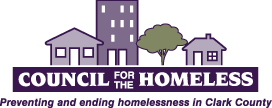 COUNCIL FOR THE HOMELESS
Preventing and ending homelessness in Clark County